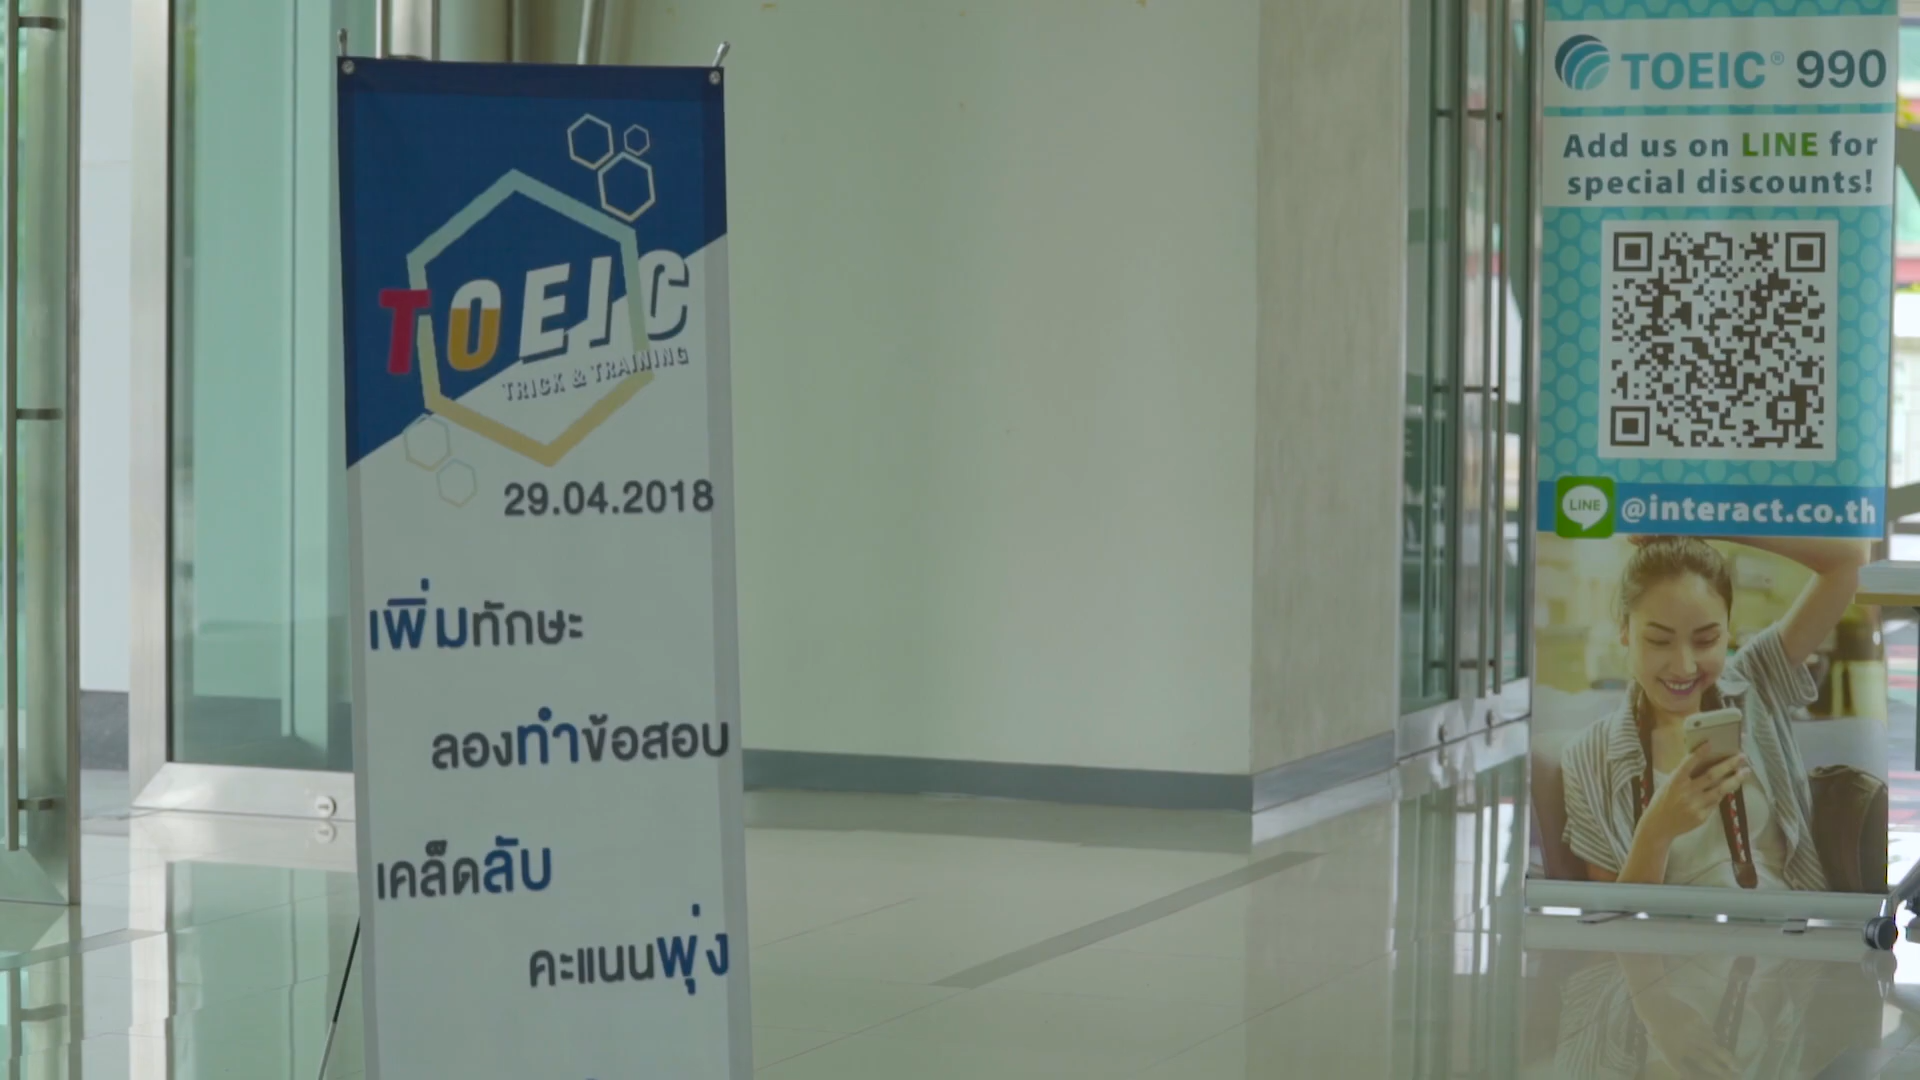 TOEIC
TRICK & TRAINING
29.04.2018
เพิ่มทักษะ
ลองทำข้อสอบ
เคล็ดลับ
คะแนนพุ่ง
TOEIC® 990
Add us on LINE for
special discounts!
LINE @interact.co.th